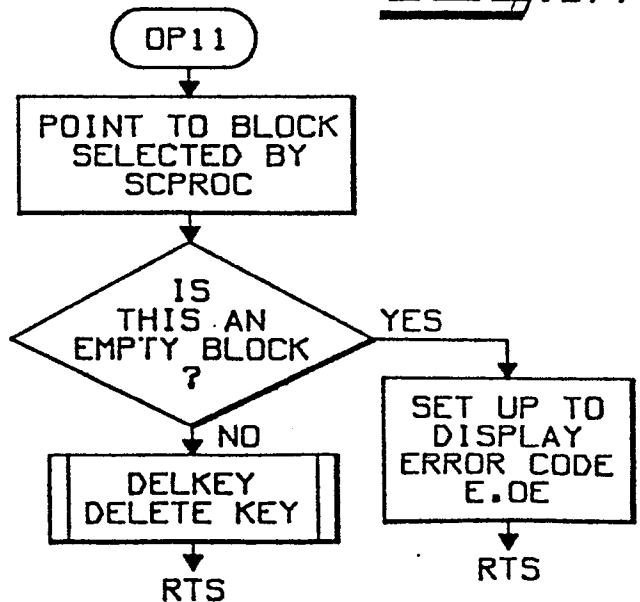 OP11
POINT TO BLOCK
SELECTED BY
SCPROC
IS
THIS AN
EMPTY BLOCK
?
YES
NO
SET UP TO
DISPLAY
ERROR CODE
E.OE
DELKEY
DELETE KEY
RTS
RTS